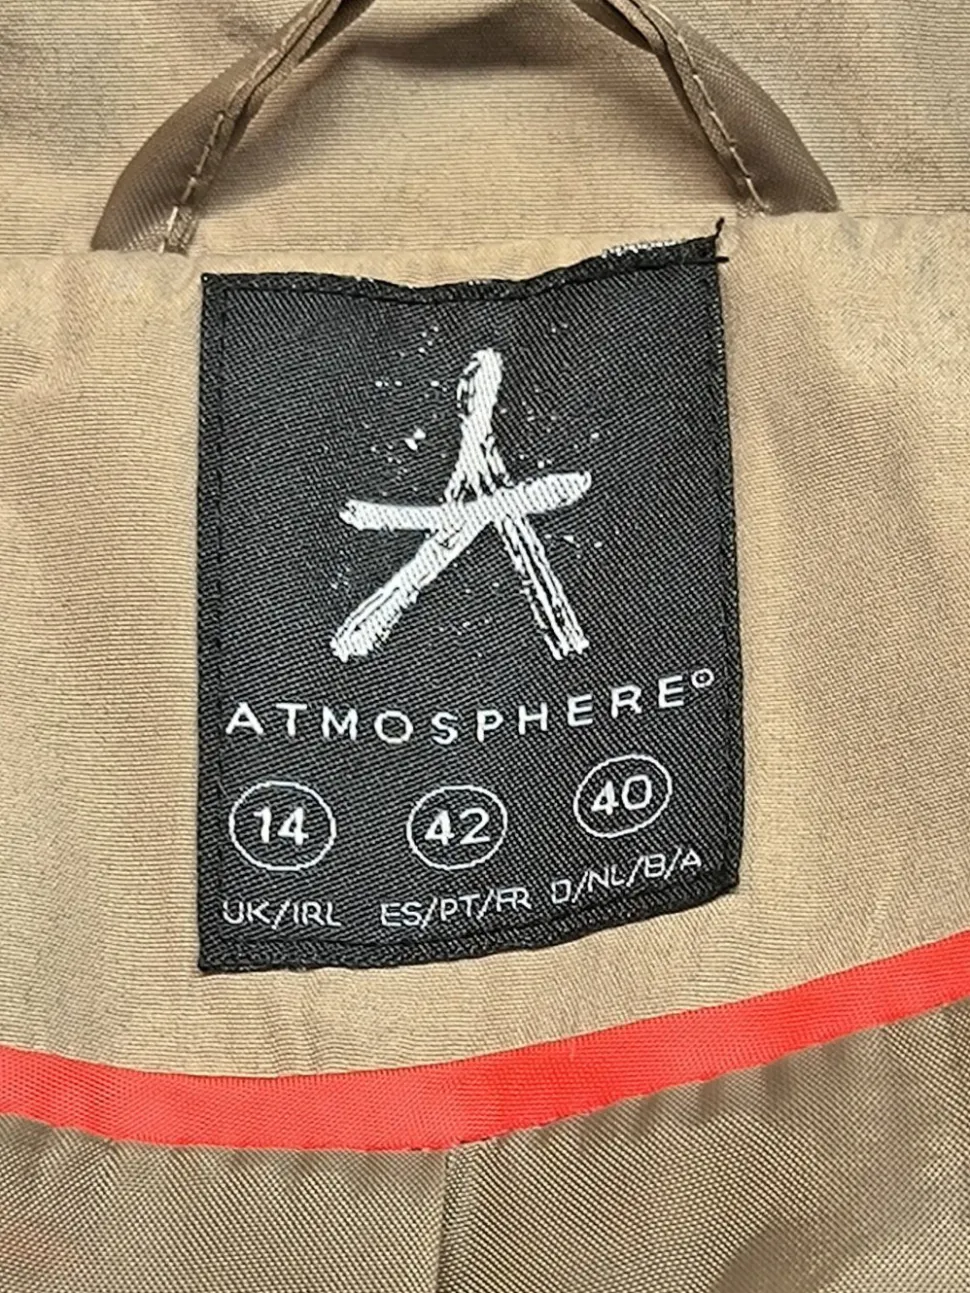 ATMOSPHERE©
14 42 40
UK/IRL ES/PT/FR D/NL/B/A